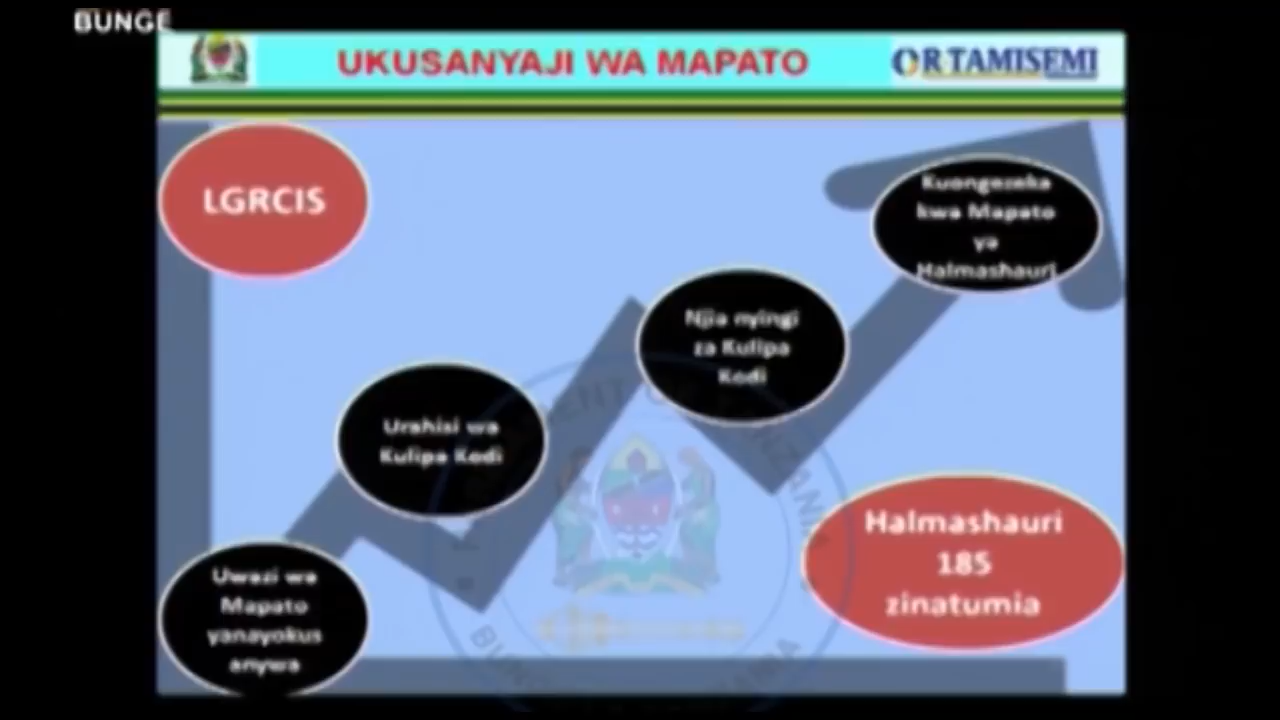 BUNGE
UKUSANYAJI WA MAPATO
OR TAMISEMI
LGRCIS
Kuongezeka
kwa Mapato
ya
Halmashauri
Njia nyingi
za Kulipa
Kodi
Urahisi wa
Kulipa Kodi
Halmashauri
185
zinatumia
Uwazi wa
Mapato
yanayokus
anywa